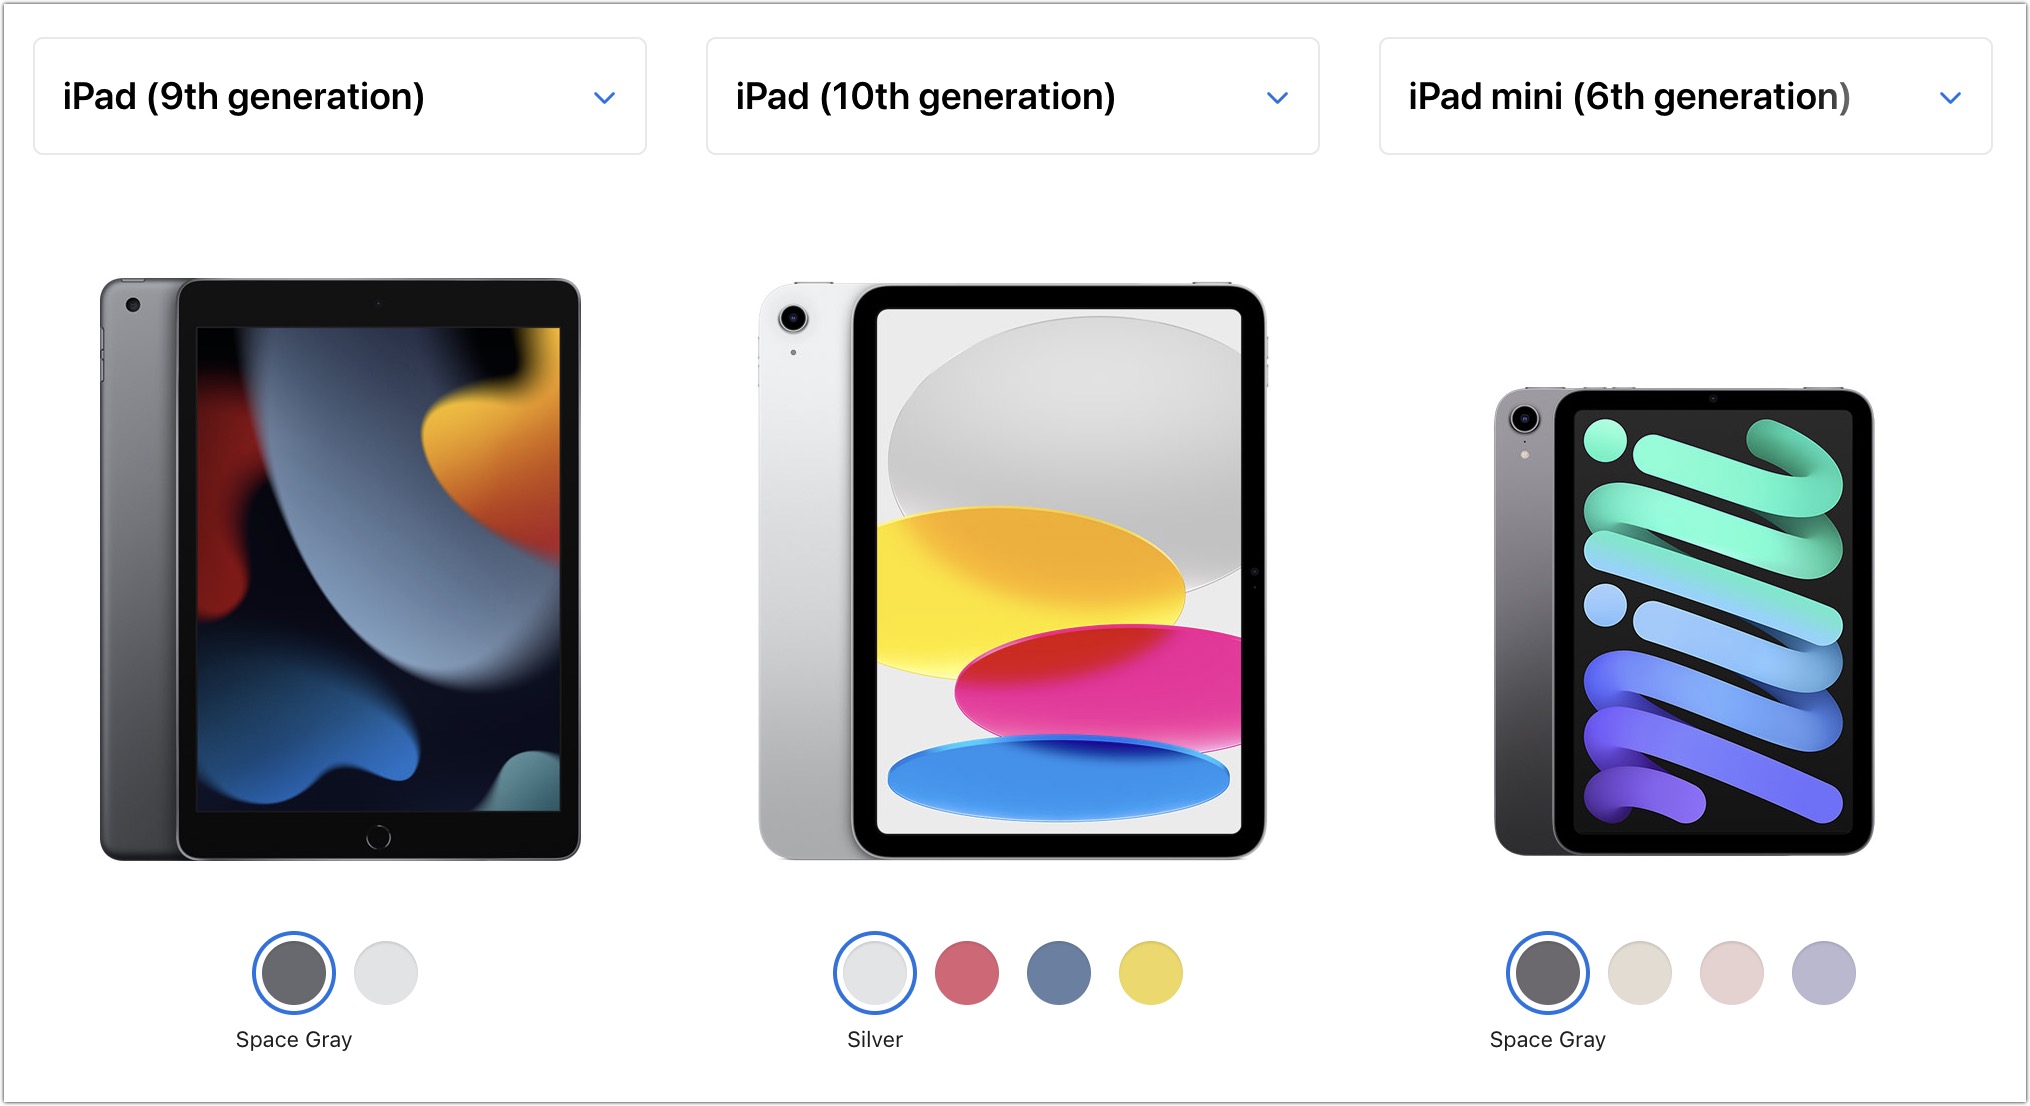 iPad (9th generation)
iPad (10th generation)
iPad mini (6th generation)
Space Gray
Silver
Space Gray